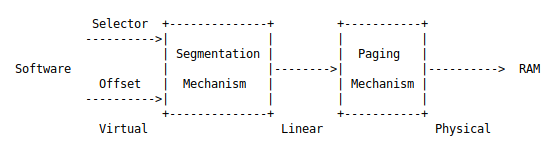 Selector +--------------+ +-----------+
---------->| | | |
| Segmentation | | Paging |
Software | |-------->| |----------> RAM
Offset | Mechanism | | Mechanism |
---------->| | | |
+--------------+ +-----------+
Virtual Linear Physical